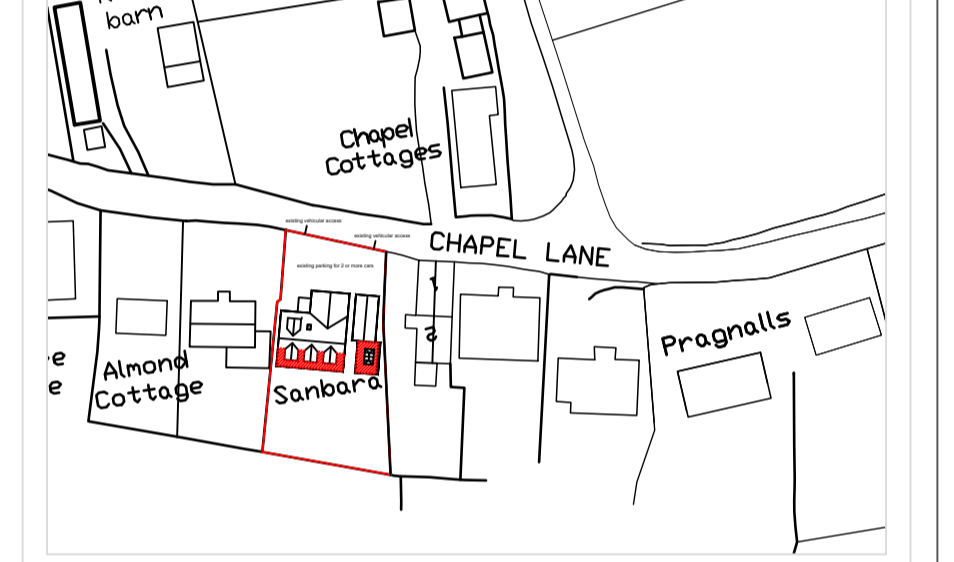 barn
Chapel
Cottages
existing vehicular access
existing vehicular access
CHAPEL LANE
existing parking for 2 or more cars
1
2
Pragnalls
e
e
Almond
Cottage
Sanbara